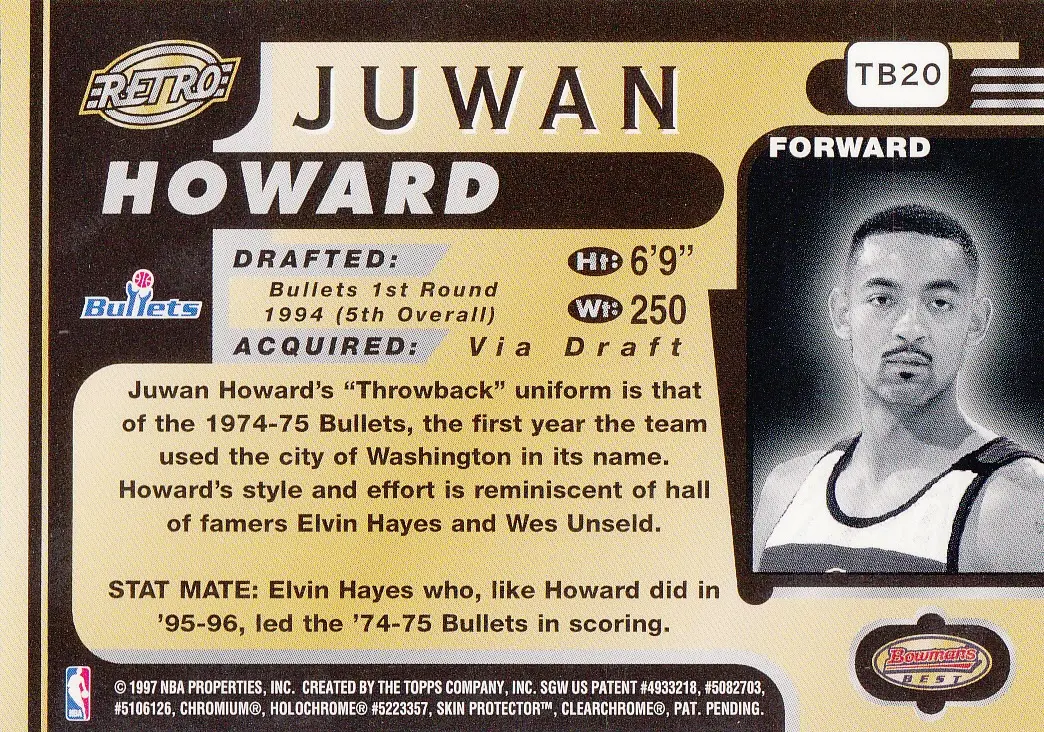 RETRO
JUWAN
TB20
HOWARD
FORWARD
DRAFTED:
Bullets 1st Round
1994 (5th Overall)
Ht: 6'9”
Wt: 250
Bullets
ACQUIRED: Via Draft
Juwan Howard's “Throwback” uniform is that
of the 1974-75 Bullets, the first year the team
used the city of Washington in its name.
Howard's style and effort is reminiscent of hall
of famers Elvin Hayes and Wes Unseld.
STAT MATE: Elvin Hayes who, like Howard did in
’95-96, led the ’74-75 Bullets in scoring.
Bowman's
BEST
NBA
© 1997 NBA PROPERTIES, INC. CREATED BY THE TOPPS COMPANY, INC. SGW US PATENT #4933218, #5082703,
#5106126, CHROMIUM®, HOLOCHROME® #5223357, SKIN PROTECTOR™, CLEARCHROME®, PAT. PENDING.